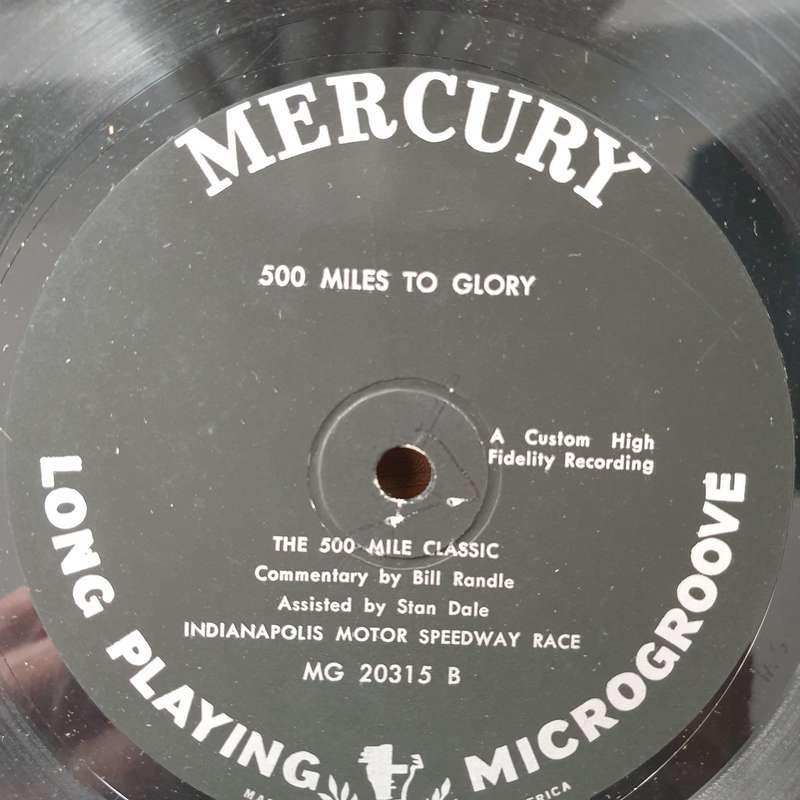 MERCURY
500 MILES TO GLORY
A Custom High
Fidelity Recording
THE 500 MILE CLASSIC
Commentary by Bill Randle
Assisted by Stan Dale
INDIANAPOLIS MOTOR SPEEDWAY RACE
MG 20315 B
LONG PLAYING MICROGROOVE